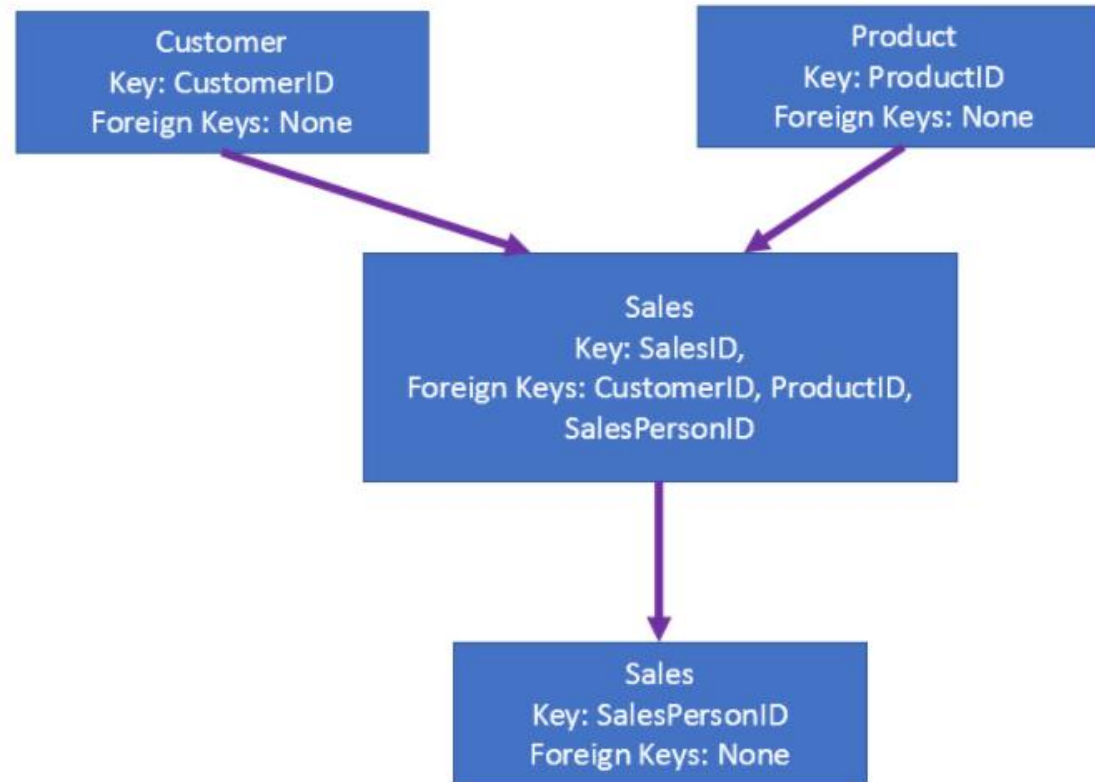 Customer
Key: CustomerID
Foreign Keys: None
Product
Key: ProductID
Foreign Keys: None
Sales
Key: SalesID,
Foreign Keys: CustomerID, ProductID,
SalesPersonID
Sales
Key: SalesPersonID
Foreign Keys: None